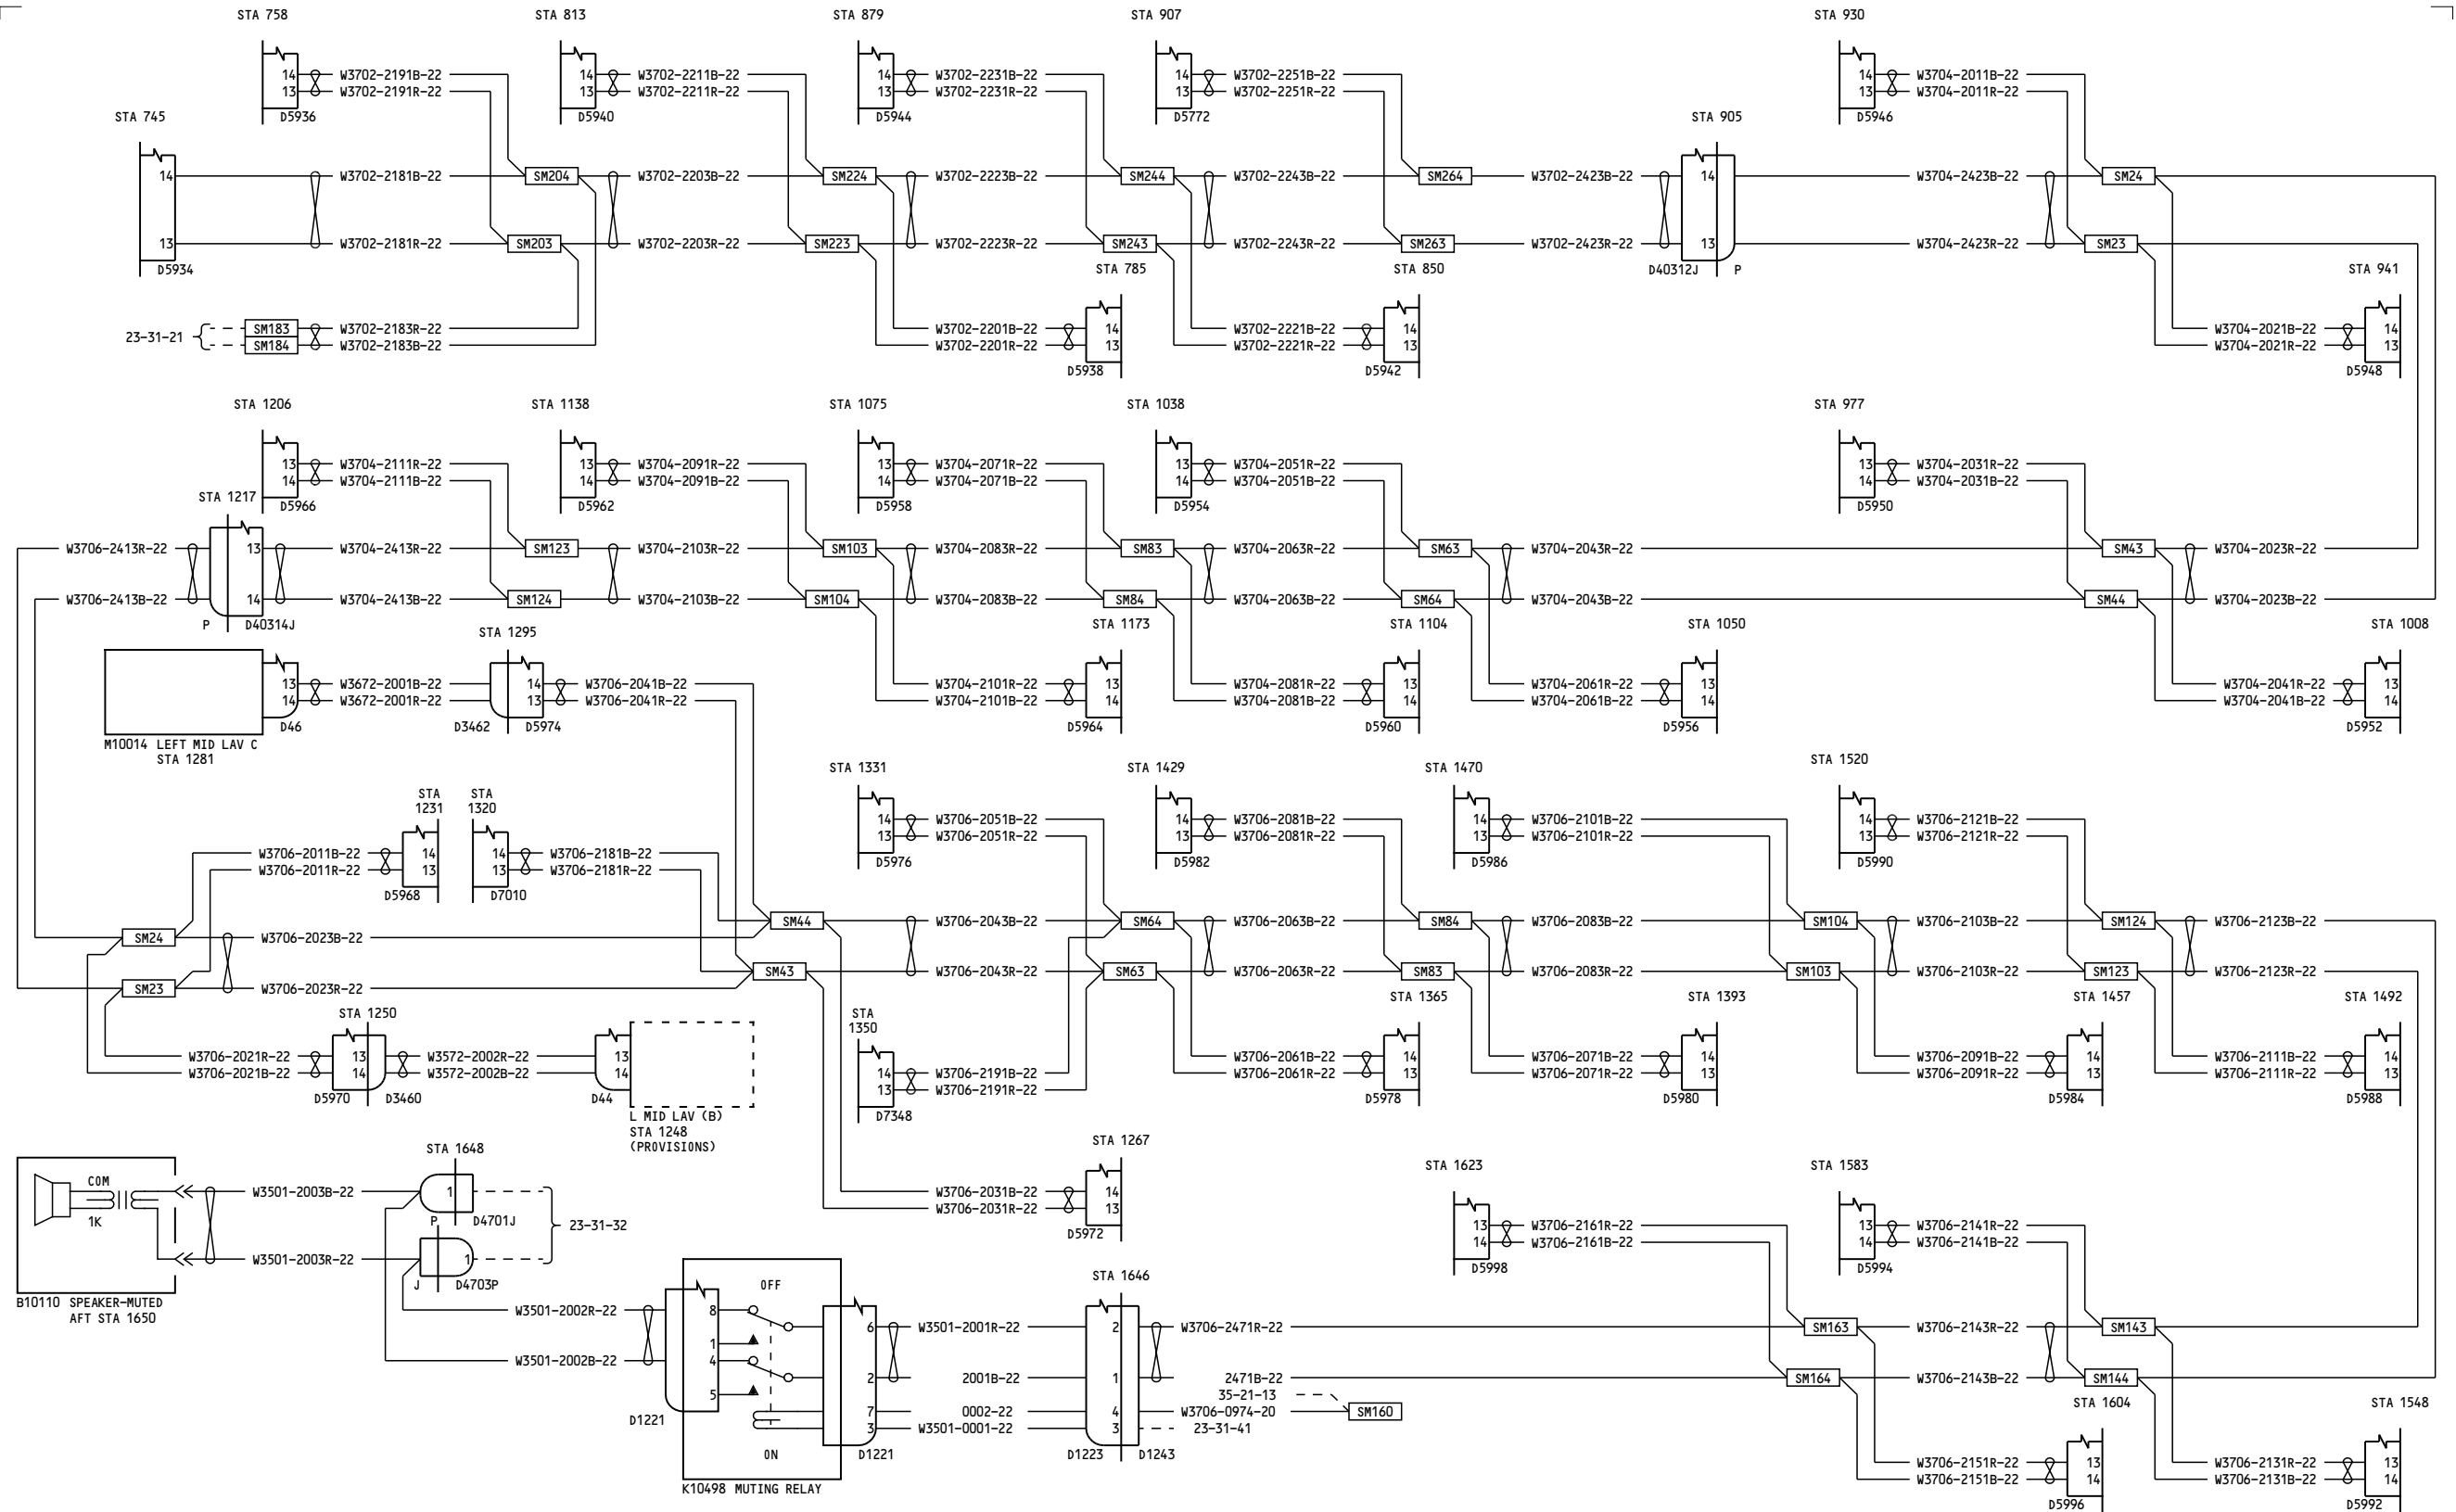 STA 758 STA 813 STA 879 STA 907 STA 930
14 W3702-2191B-22 14 W3702-2211B-22 14 W3702-2231B-22 14 W3702-2251B-22 14 W3704-2011B-22
13 W3702-2191R-22 13 W3702-2211R-22 13 W3702-2231R-22 13 W3702-2251R-22 13 W3704-2011R-22
D5936 D5940 D5944 D5772 D5946
STA 745 STA 905
14 W3702-2181B-22 SM204 W3702-2203B-22 SM224 W3702-2223B-22 SM244 W3702-2243B-22 SM264 W3702-2423B-22 14 W3704-2423B-22 SM24
13 W3702-2181R-22 SM203 W3702-2203R-22 SM223 W3702-2223R-22 SM243 W3702-2243R-22 SM263 W3702-2423R-22 13 W3704-2423R-22 SM23
D5934 STA 785 STA 850 D40312J P STA 941
SM183 W3702-2183R-22 W3702-2201B-22 14 W3702-2221B-22 14 W3704-2021B-22 14
23-31-21
SM184 W3702-2183B-22 W3702-2201R-22 13 W3702-2221R-22 13 W3704-2021R-22 13
D5938 D5942 D5948
STA 1206 STA 1138 STA 1075 STA 1038 STA 977
13 W3704-2111R-22 13 W3704-2091R-22 13 W3704-2071R-22 13 W3704-2051R-22 13 W3704-2031R-22
14 W3704-2111B-22 14 W3704-2091B-22 14 W3704-2071B-22 14 W3704-2051B-22 14 W3704-2031B-22
STA 1217 D5966 D5962 D5958 D5954 D5950
W3706-2413R-22 13 W3704-2413R-22 SM123 W3704-2103R-22 SM103 W3704-2083R-22 SM83 W3704-2063R-22 SM63 W3704-2043R-22 SM43 W3704-2023R-22
W3706-2413B-22 14 W3704-2413B-22 SM124 W3704-2103B-22 SM104 W3704-2083B-22 SM84 W3704-2063B-22 SM64 W3704-2043B-22 SM44 W3704-2023B-22
P D40314J STA 1295 STA 1173 STA 1104 STA 1050 STA 1008
13 W3672-2001B-22 14 W3706-2041B-22 W3704-2101R-22 13 W3704-2081R-22 13 W3704-2061R-22 13 W3704-2041R-22 13
14 W3672-2001R-22 13 W3706-2041R-22 W3704-2101B-22 14 W3704-2081B-22 14 W3704-2061B-22 14 W3704-2041B-22 14
D46 D3462 D5974 D5964 D5960 D5956 D5952
M10014 LEFT MID LAV C
STA 1281
STA 1331 STA 1429 STA 1470 STA 1520
STA 1231 STA 1320
14 W3706-2051B-22 14 W3706-2081B-22 14 W3706-2101B-22 14 W3706-2121B-22
13 W3706-2051R-22 13 W3706-2081R-22 13 W3706-2101R-22 13 W3706-2121R-22
D5976 D5982 D5986 D5990
W3706-2011B-22 14 14 W3706-2181B-22
W3706-2011R-22 13 13 W3706-2181R-22
D5968 D7010
SM44 W3706-2043B-22 SM64 W3706-2063B-22 SM84 W3706-2083B-22 SM104 W3706-2103B-22 SM124 W3706-2123B-22
SM24 W3706-2023B-22
SM43 W3706-2043R-22 SM63 W3706-2063R-22 SM83 W3706-2083R-22 SM103 W3706-2103R-22 SM123 W3706-2123R-22
SM23 W3706-2023R-22
STA 1250 STA 1350 STA 1365 STA 1393 STA 1457 STA 1492
W3706-2021R-22 13 W3572-2002R-22 13 W3706-2061B-22 14 W3706-2071B-22 14 W3706-2091B-22 14 W3706-2111B-22 14
W3706-2021B-22 14 W3572-2002B-22 14 W3706-2061R-22 13 W3706-2071R-22 13 W3706-2091R-22 13 W3706-2111R-22 13
14 W3706-2191B-22
13 W3706-2191R-22
D5970 D3460 D44 D7348 D5978 D5980 D5984 D5988
L MID LAV (B)
STA 1248
(PROVISIONS)
STA 1648 STA 1267 STA 1623 STA 1583
COM W3501-2003B-22 1 W3706-2031B-22 14
W3706-2031R-22 13
1K P D4701J 23-31-32 D5972
13 W3706-2161R-22 13 W3706-2141R-22
14 W3706-2161B-22 14 W3706-2141B-22
W3501-2003R-22 1 D5998 D5994
J D4703P
B10110 SPEAKER-MUTED
AFT STA 1650
OFF STA 1646
W3501-2002R-22 8 6 W3501-2001R-22 2 W3706-2471R-22 SM163 W3706-2143R-22 SM143
1
W3501-2002B-22 4 2 2001B-22 1 2471B-22 SM164 W3706-2143B-22 SM144
5 35-21-13
D1221 7 0002-22 4 W3706-0974-20 SM160 STA 1604 STA 1548
3 W3501-0001-22 3 23-31-41
ON D1221 D1223 D1243
W3706-2151R-22 13 W3706-2131R-22 13
W3706-2151B-22 14 W3706-2131B-22 14
K10498 MUTING RELAY D5996 D5992